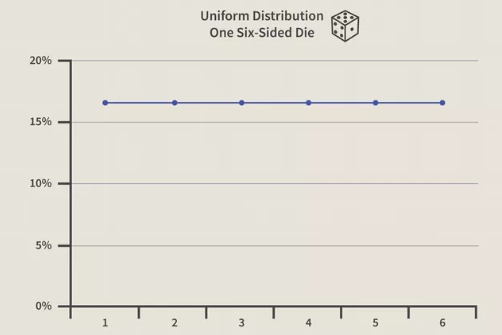 Uniform Distribution
One Six-Sided Die
20%
15%
10%
5%
0%
1 2 3 4 5 6